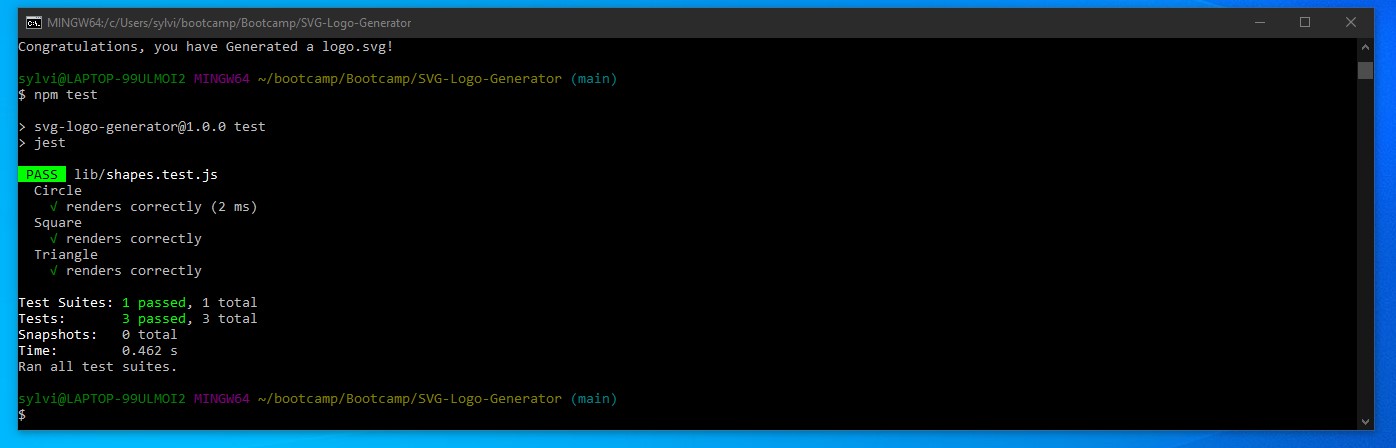 MINGW64:/c/Users/sylvi/bootcamp/Bootcamp/SVG-Logo-Generator
Congratulations, you have Generated a logo.svg!
sylvi@LAPTOP-99ULMOI2 MINGW64 ~/bootcamp/Bootcamp/SVG-Logo-Generator (main)
$ npm test
> svg-logo-generator@1.0.0 test
> jest
PASS lib/shapes.test.js
Circle
√ renders correctly (2 ms)
Square
√ renders correctly
Triangle
√ renders correctly
Test Suites: 1 passed, 1 total
Tests: 3 passed, 3 total
Snapshots: 0 total
Time: 0.462 s
Ran all test suites.
sylvi@LAPTOP-99ULMOI2 MINGW64 ~/bootcamp/Bootcamp/SVG-Logo-Generator (main)
$